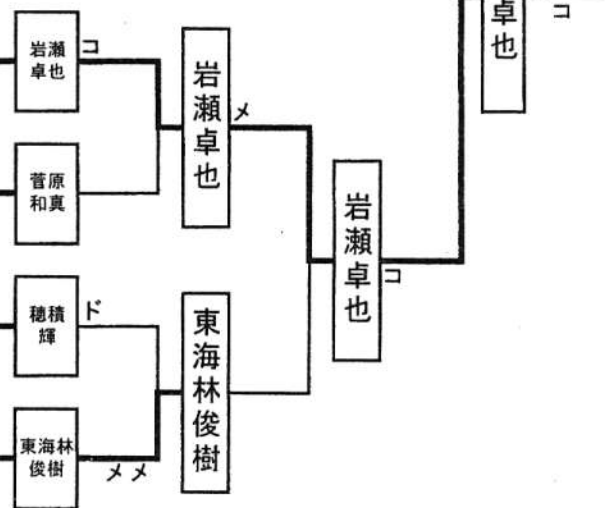 岩瀬
卓也
コ
菅原
和真
穂積
輝
ド
東海林
俊樹
メメ
岩瀬卓也
メ
東海林俊樹
岩瀬卓也
コ
卓也
コ